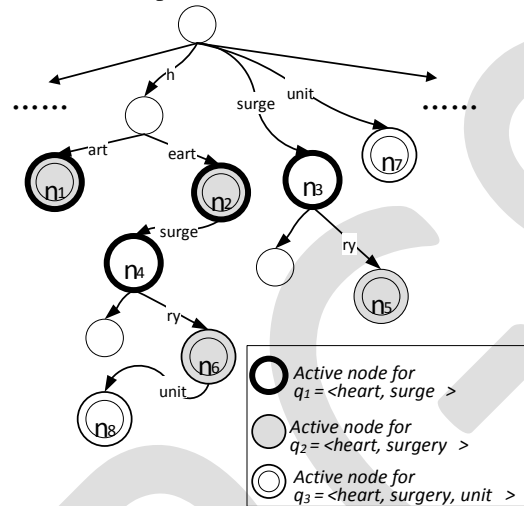 h
surge
unit
......
......
art
eart
n1
n2
n3
n7
surge
n4
ry
n5
ry
n6
unit
n8
Active node for
q1 = <heart, surge >
Active node for
q2 = <heart, surgery >
Active node for
q3 = <heart, surgery, unit >